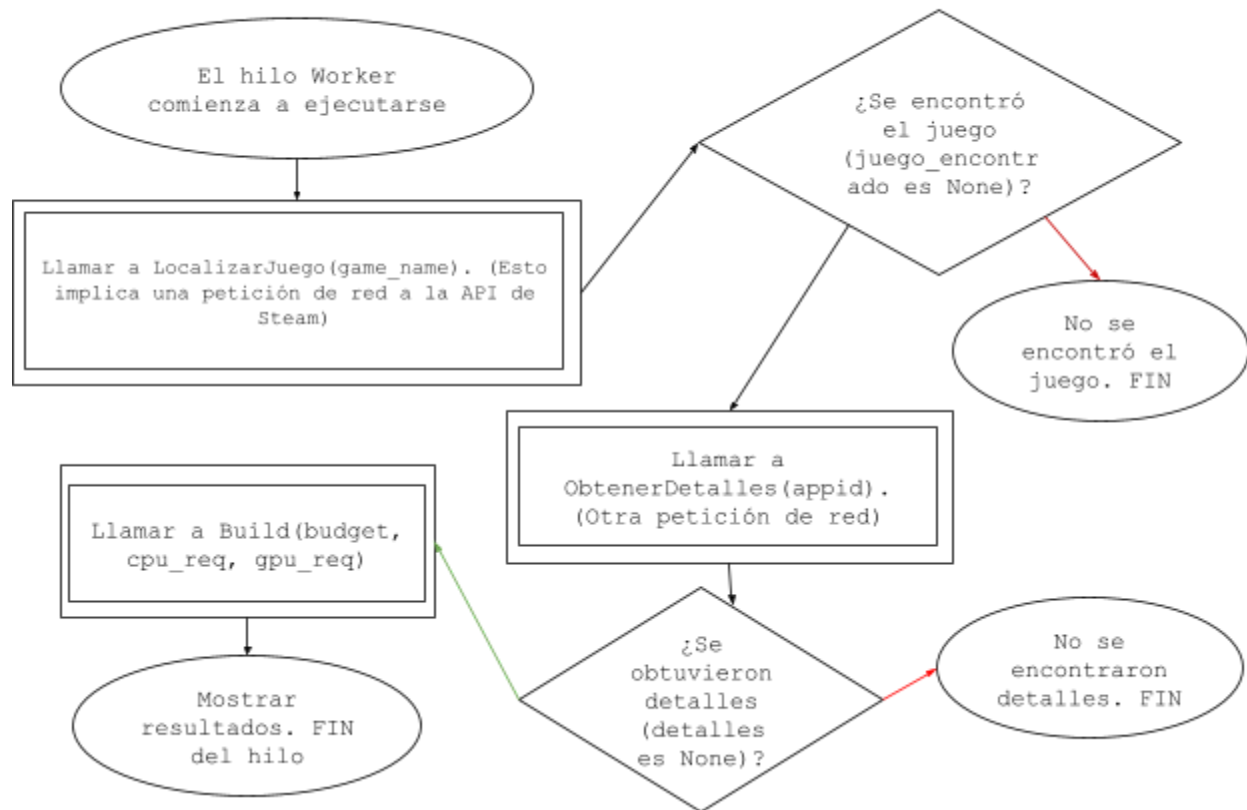 El hilo Worker
comienza a ejecutarse
Llamar a LocalizarJuego(game_name). (Esto
implica una petición de red a la API de
Steam)
¿Se encontró
el juego
(juego_encontr
ado es None)?
No se
encontró el
juego. FIN
Llamar a
ObtenerDetalles(appid).
(Otra petición de red)
¿Se
obtuvieron
detalles
(detalles
es None)?
No se
encontraron
detalles. FIN
Llamar a Build(budget,
cpu_req, gpu_req)
Mostrar
resultados. FIN
del hilo